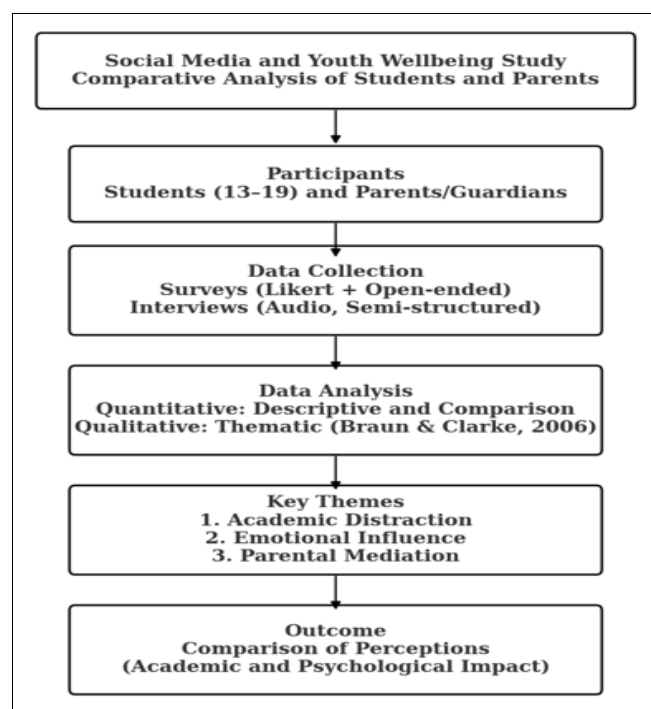 Social Media and Youth Wellbeing Study
Comparative Analysis of Students and Parents
Participants
Students (13–19) and Parents/Guardians
Data Collection
Surveys (Likert + Open-ended)
Interviews (Audio, Semi-structured)
Data Analysis
Quantitative: Descriptive and Comparison
Qualitative: Thematic (Braun & Clarke, 2006)
Key Themes
1. Academic Distraction
2. Emotional Influence
3. Parental Mediation
Outcome
Comparison of Perceptions
(Academic and Psychological Impact)